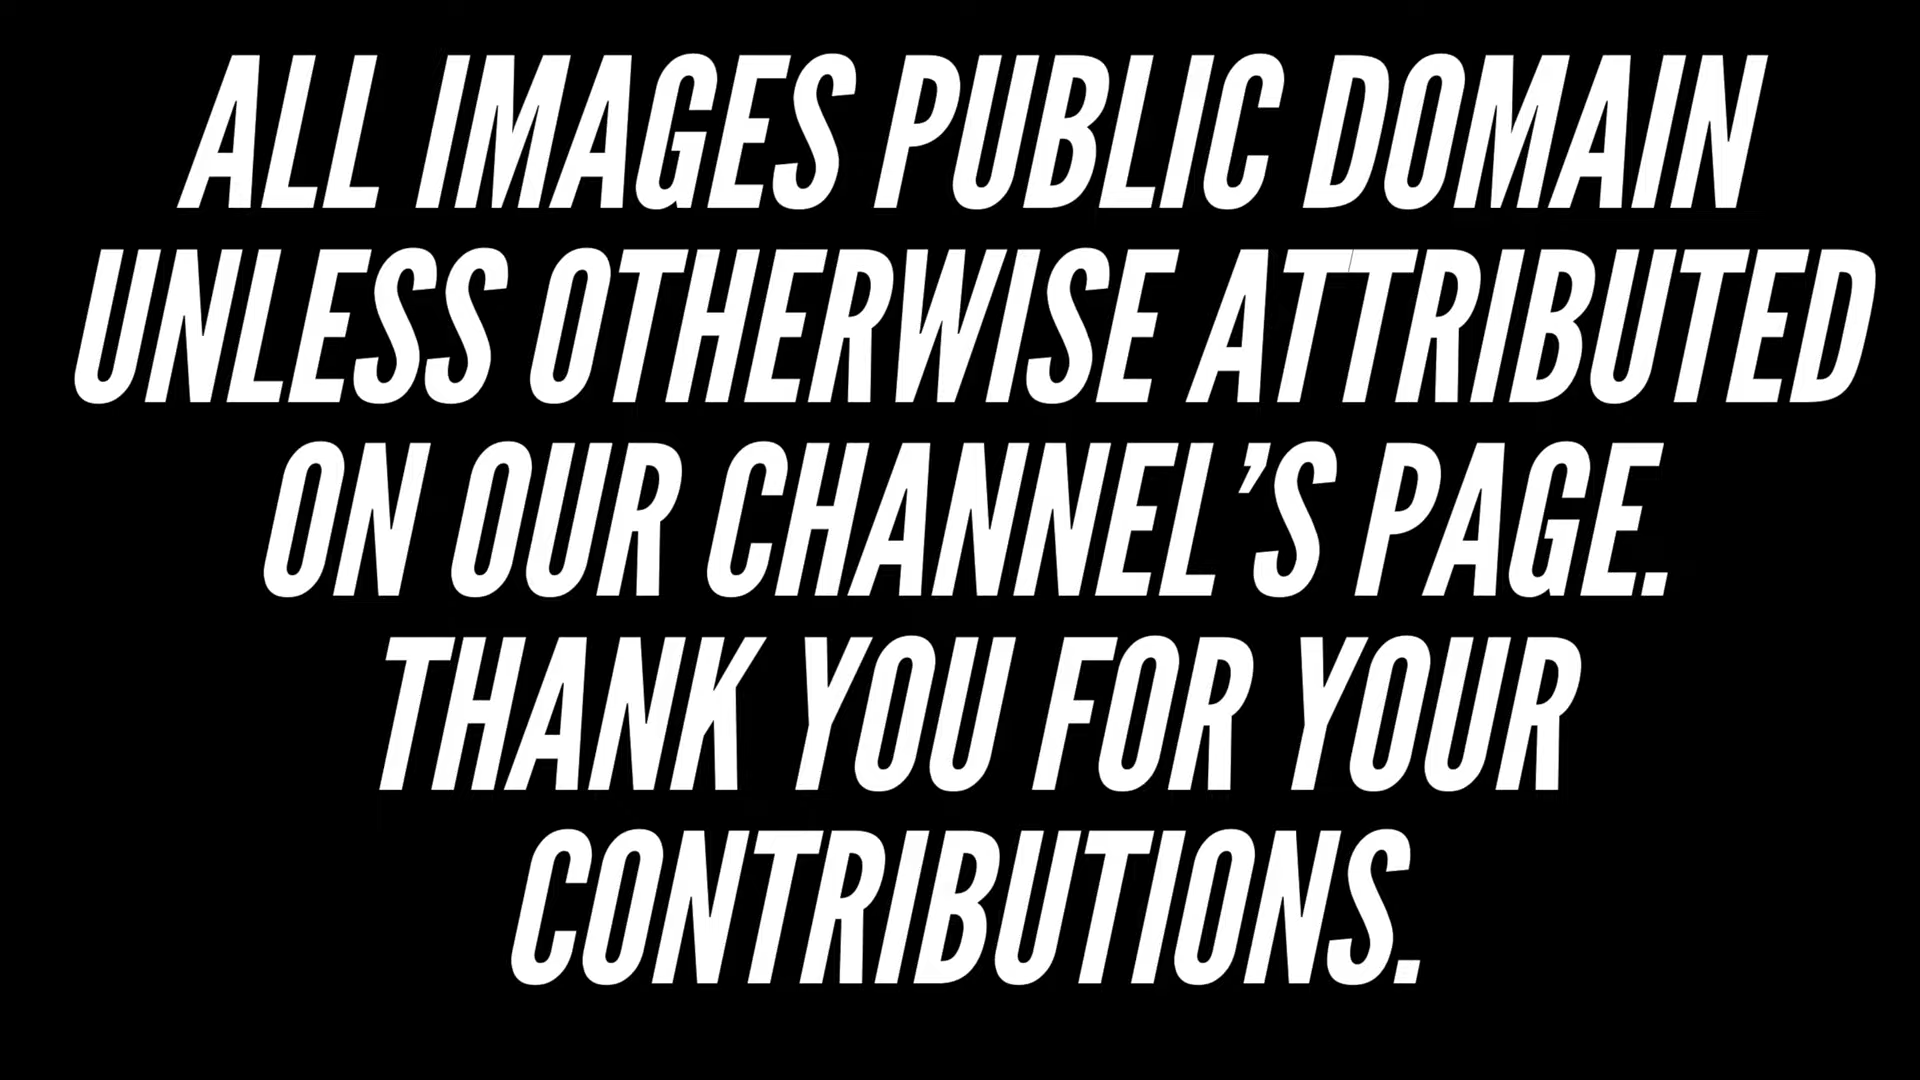 ALL IMAGES PUBLIC DOMAIN
UNLESS OTHERWISE ATTRIBUTED
ON OUR CHANNEL’S PAGE.
THANK YOU FOR YOUR
CONTRIBUTIONS.